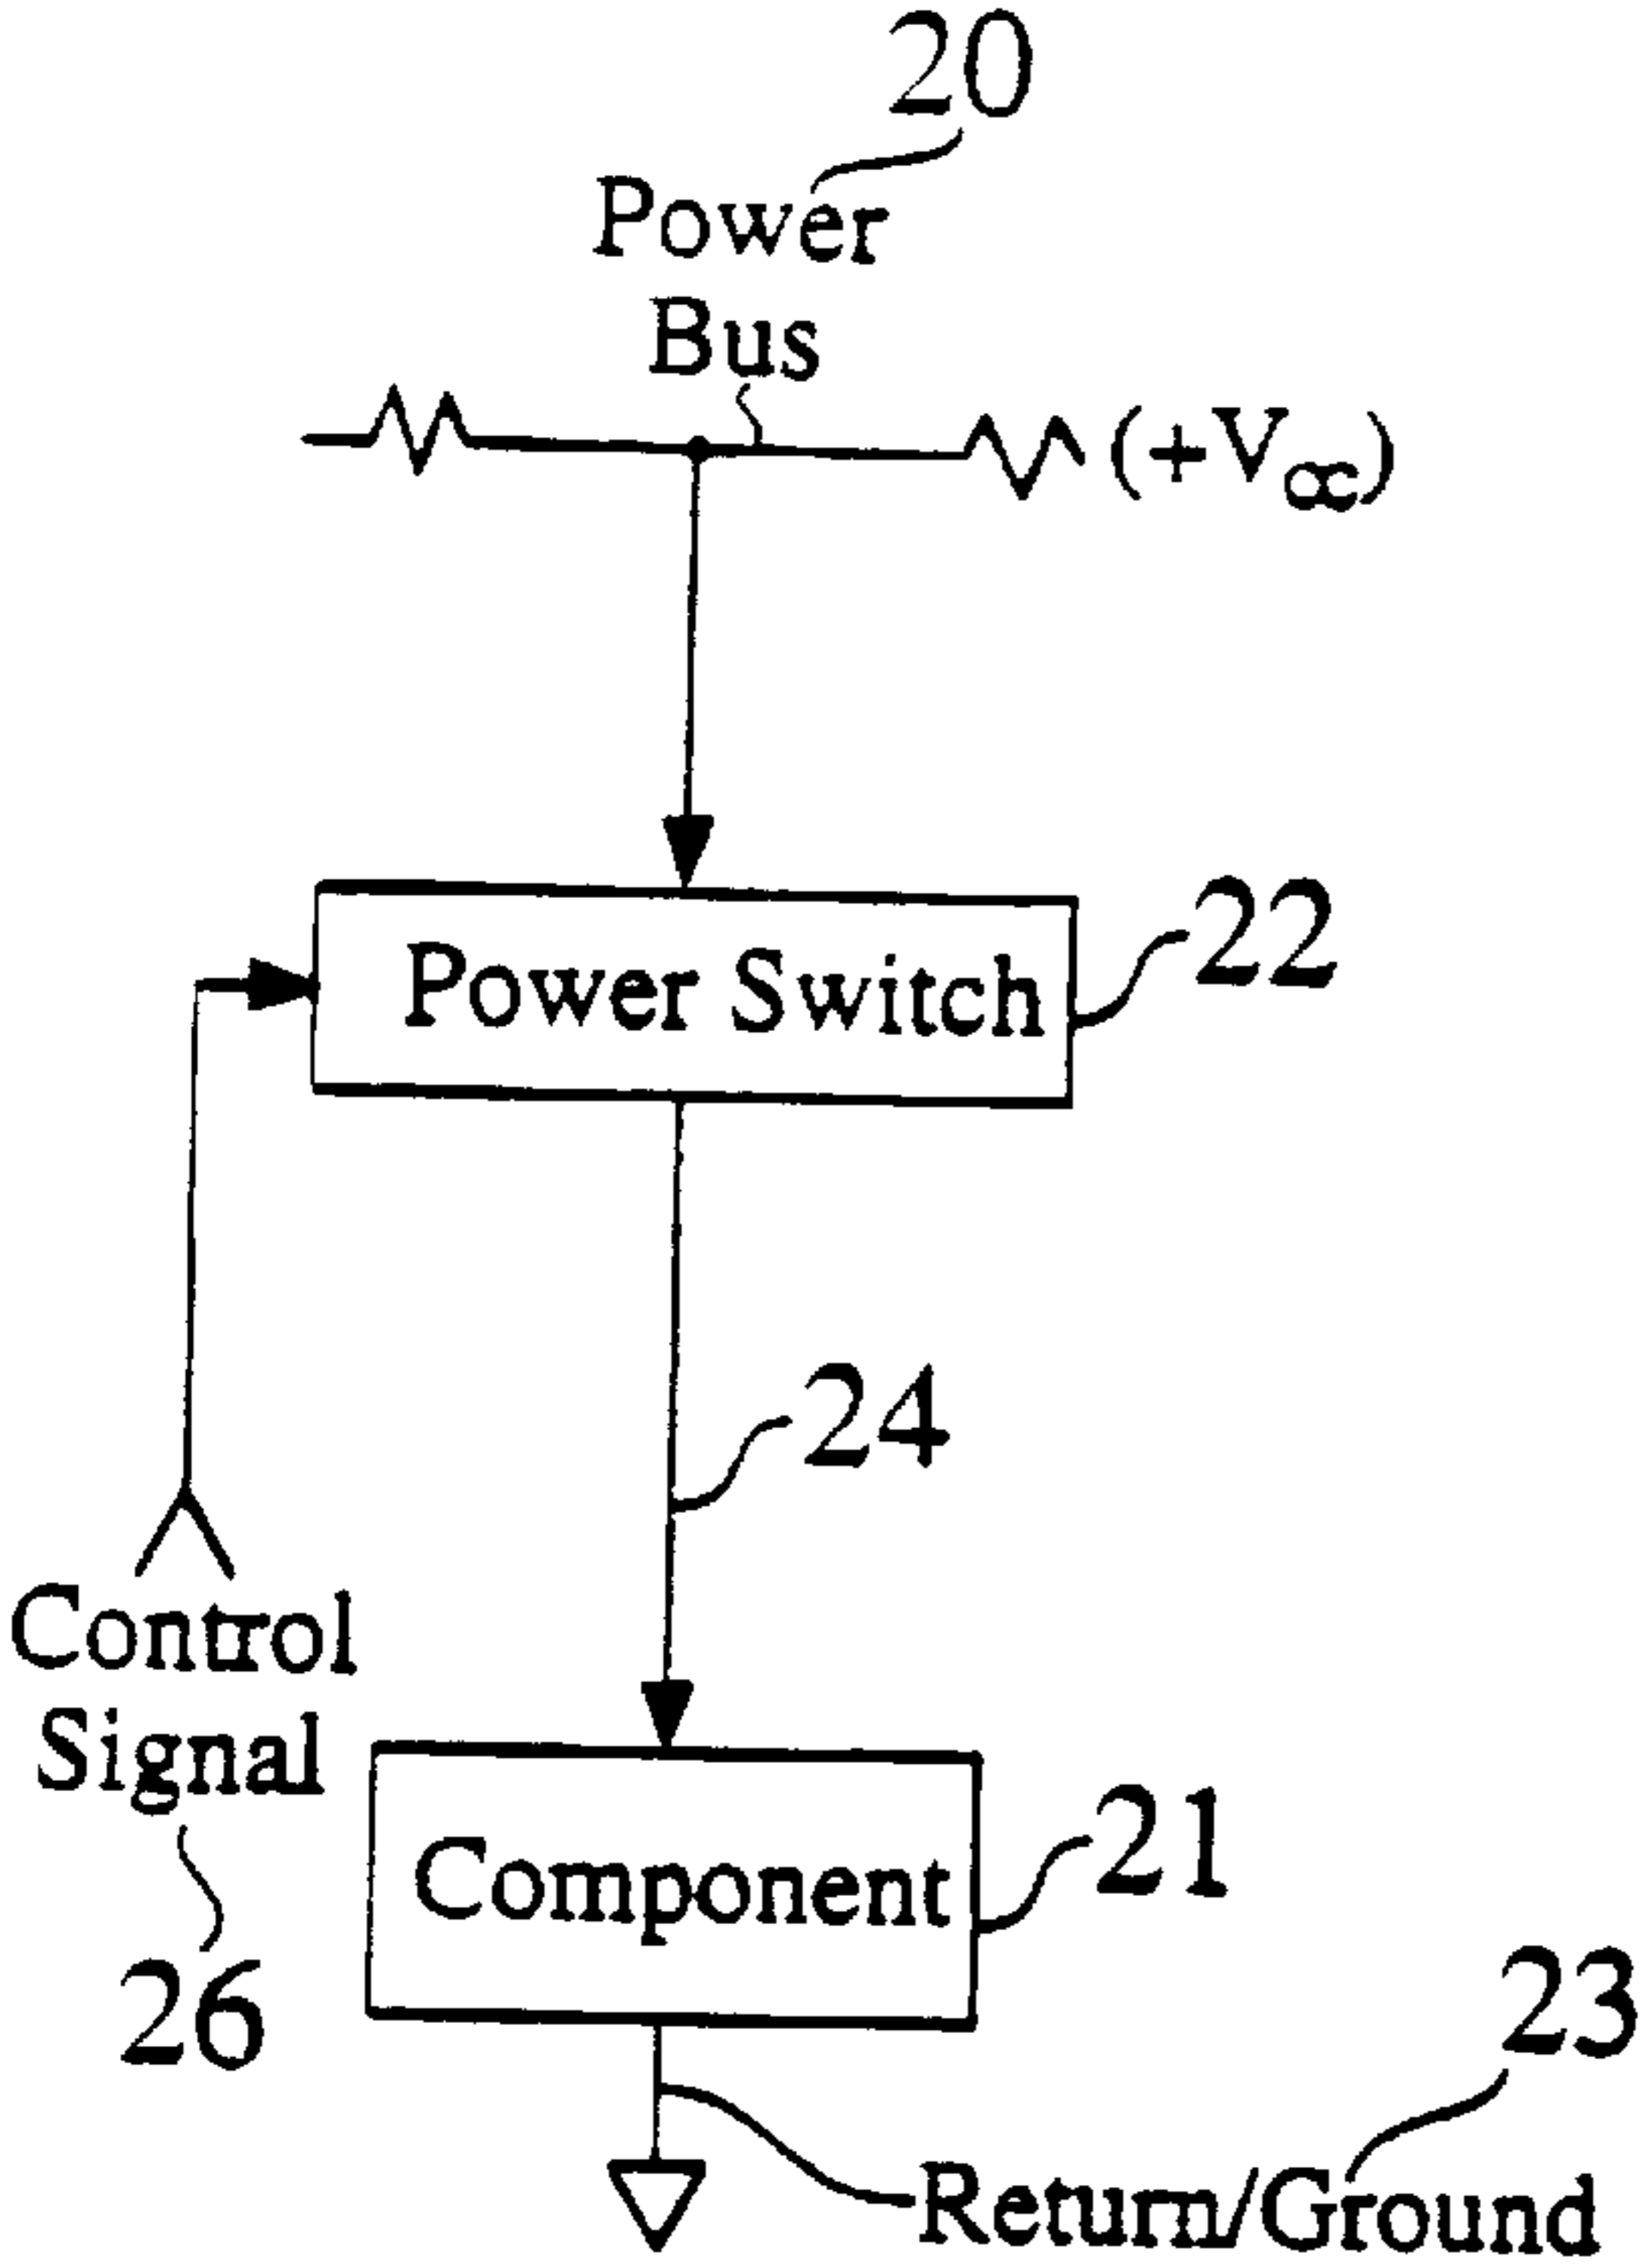 20
Power
Bus
(+Vcc)
Power Switch
22
24
Control
Signal
26
Component
21
23
Return/Ground